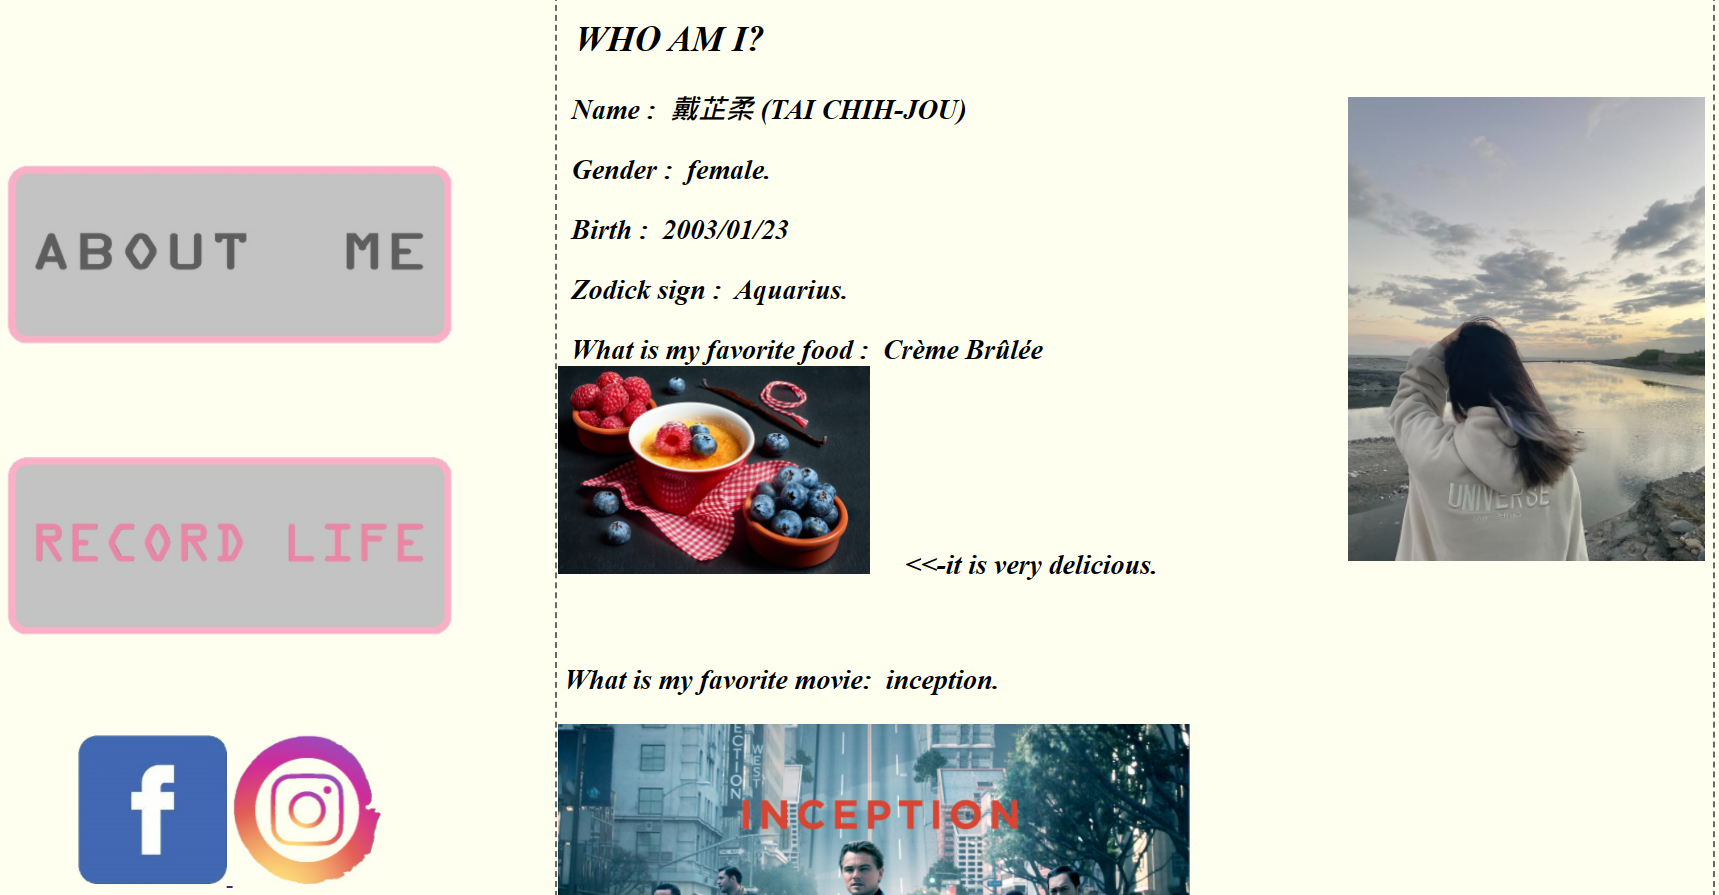 WHO AM I?
Name : 戴芷柔 (TAI CHIH-JOU)
Gender : female.
Birth : 2003/01/23
Zodick sign : Aquarius.
What is my favorite food : Crème Brûlée
<<-it is very delicious.
What is my favorite movie: inception.
INCEPTION
ECTION
WEST
ABOUT ME
RECORD LIFE
f
UNIVERSE